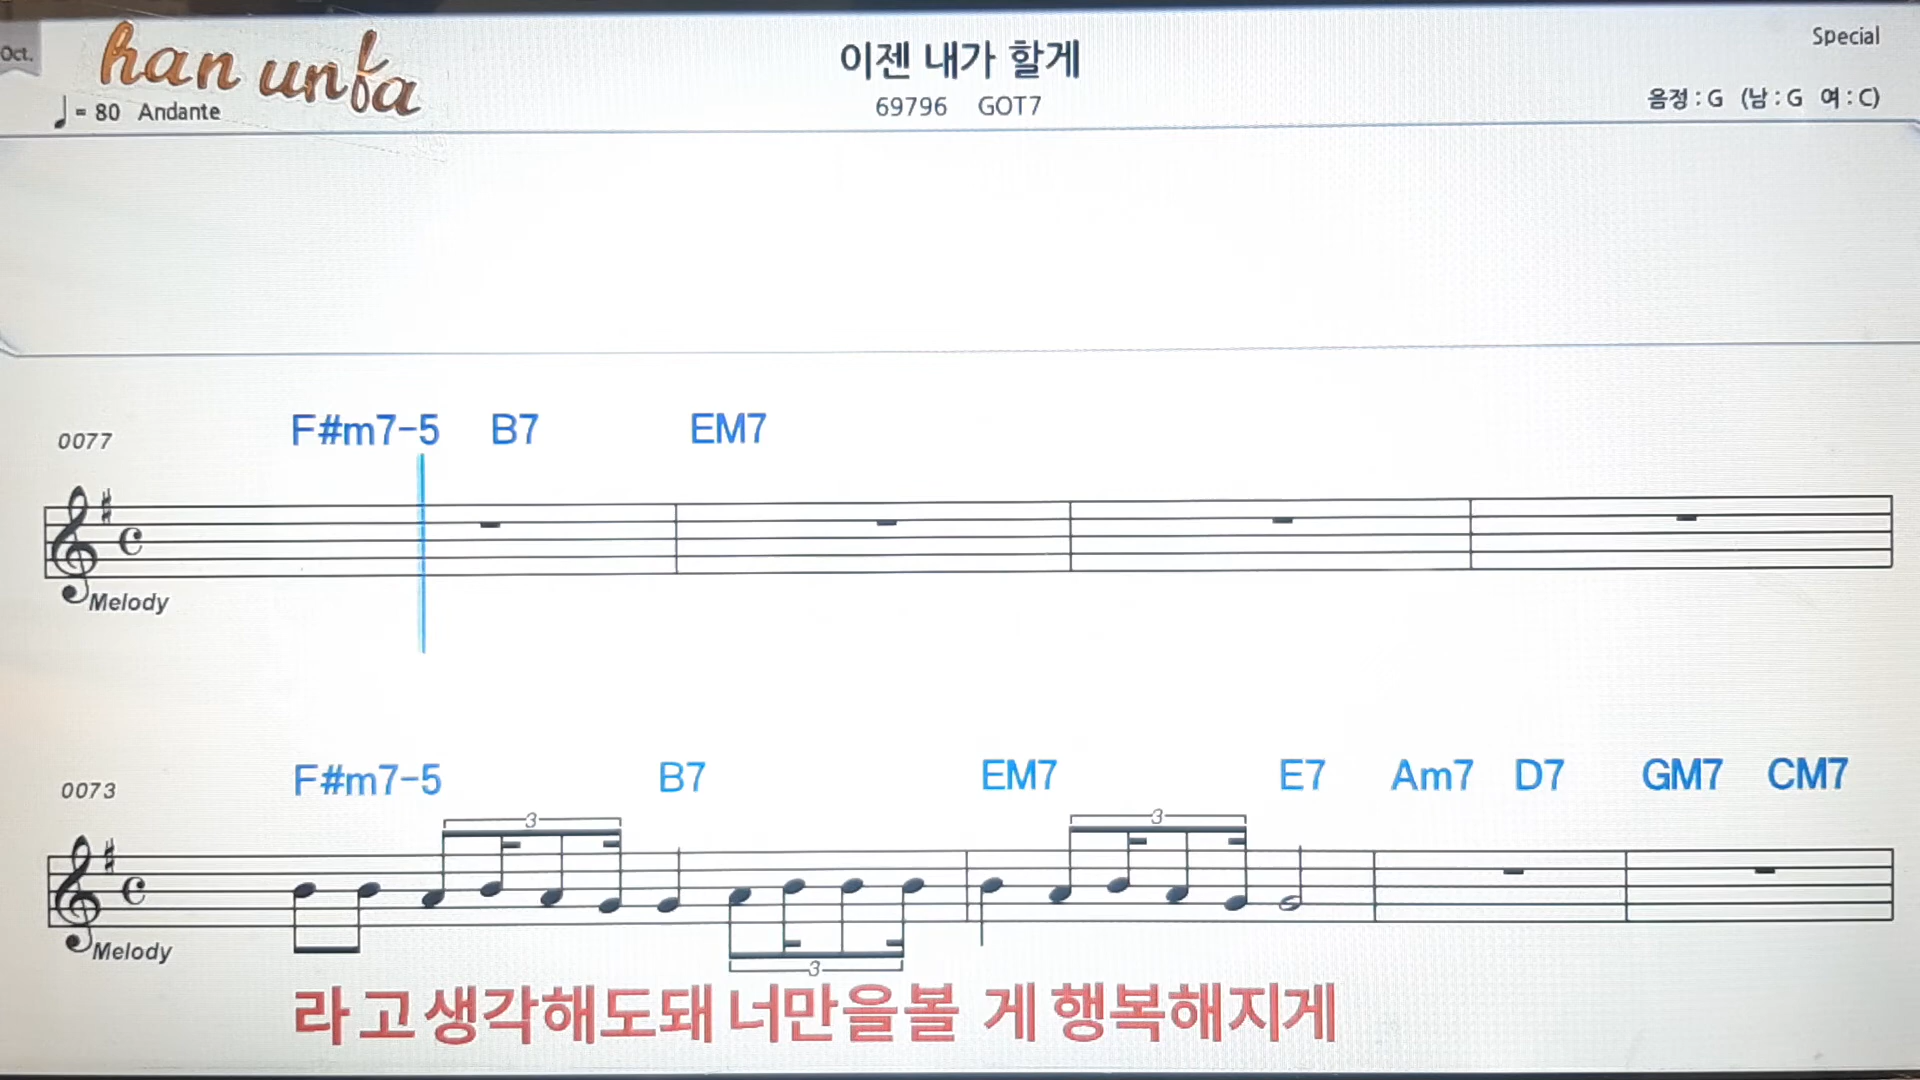 Oct.
han unfa
Special
이젠 내가 할게
= 80 Andante
69796 GOT7
음정 : G (남 : G 여 : C)
0077 F#m7-5 B7 EM7
Melody
0073 F#m7-5 B7 EM7 E7 Am7 D7 GM7 CM7
3 3
Melody
3
라고생각해도돼 너만을볼 게 행복해지게